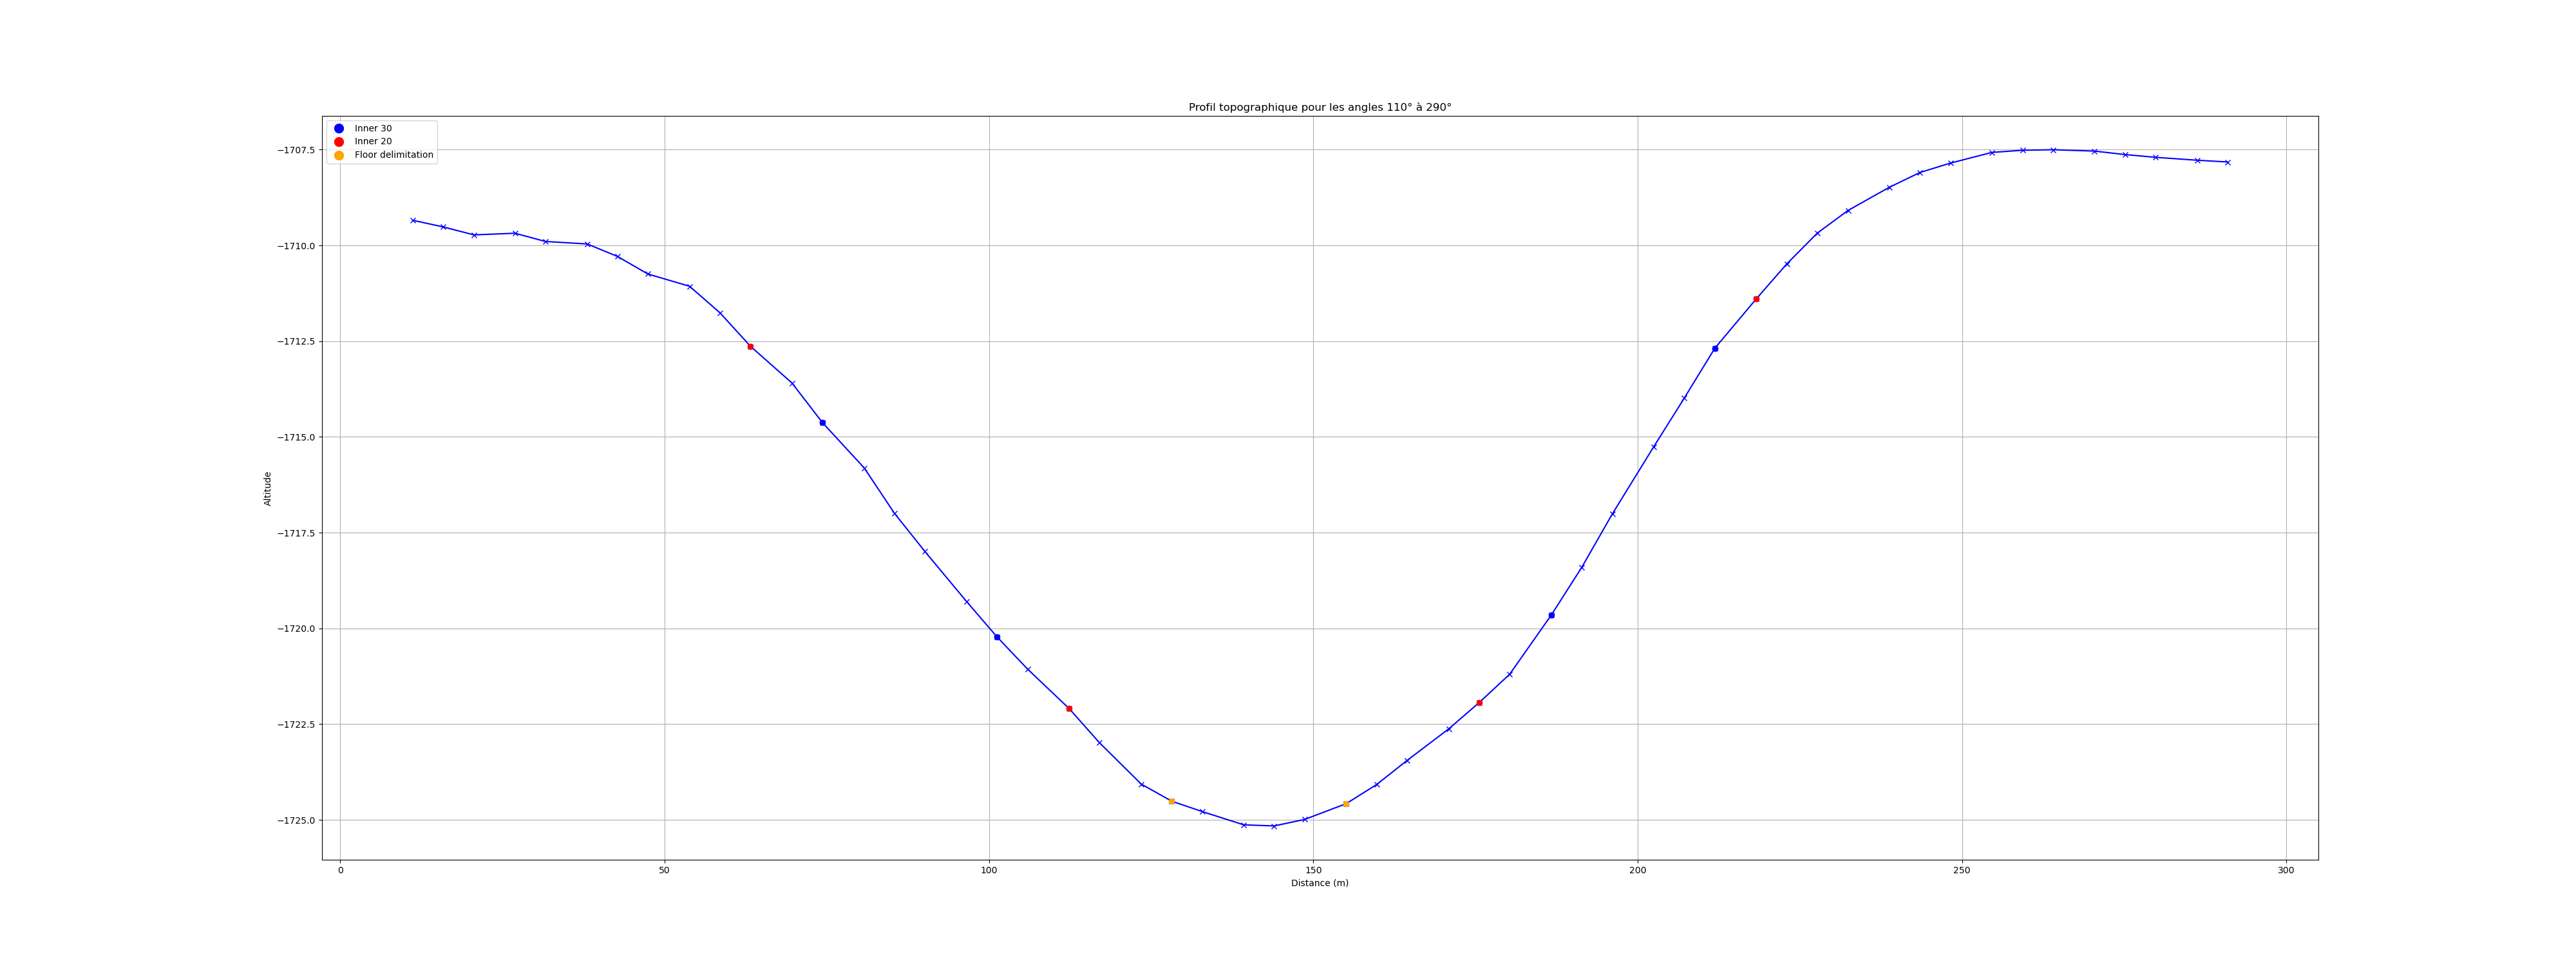 Profil topographique pour les angles 110° à 290°
Inner 30
Inner 20
Floor delimitation
−1707.5
−1710.0
−1712.5
−1715.0
−1717.5
−1720.0
−1722.5
−1725.0
Altitude
0 50 100 150 200 250 300
Distance (m)